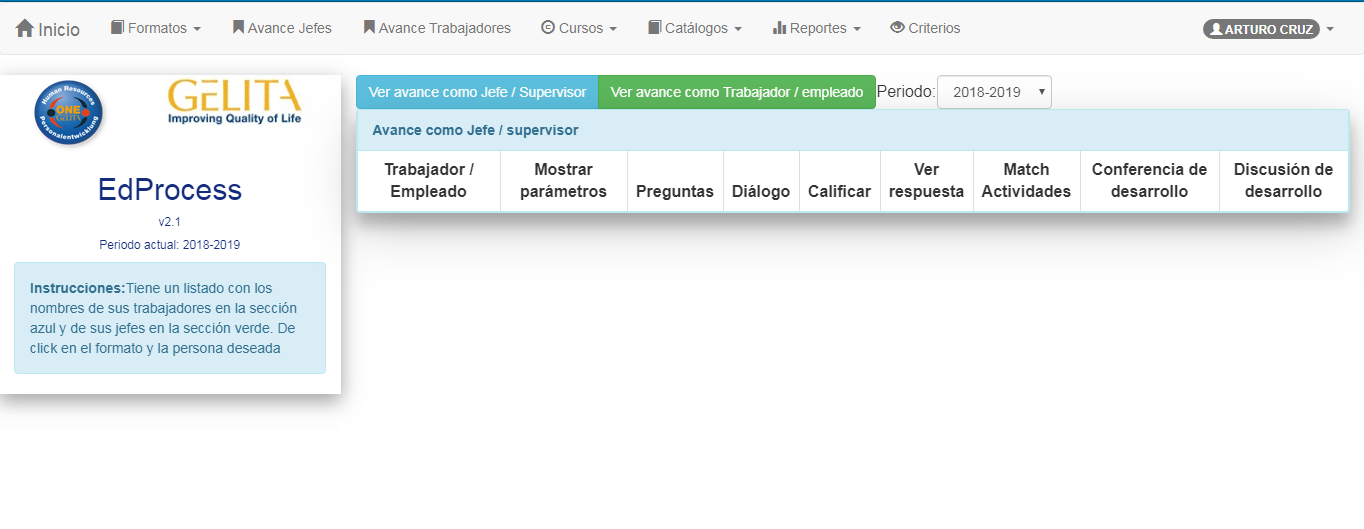 Inicio Formatos Avance Jefes Avance Trabajadores Cursos Catálogos Reportes Criterios ARTURO CRUZ
Human Resources
ONE
GELITA
Personalentwicklung
GELITA
Improving Quality of Life
EdProcess
v2.1
Periodo actual: 2018-2019
Instrucciones:Tiene un listado con los
nombres de sus trabajadores en la sección
azul y de sus jefes en la sección verde. De
click en el formato y la persona deseada
Ver avance como Jefe / Supervisor Ver avance como Trabajador / empleado Periodo: 2018-2019
Avance como Jefe / supervisor
Trabajador / Mostrar Ver Match Conferencia de Discusión de
Empleado parámetros Preguntas Diálogo Calificar respuesta Actividades desarrollo desarrollo